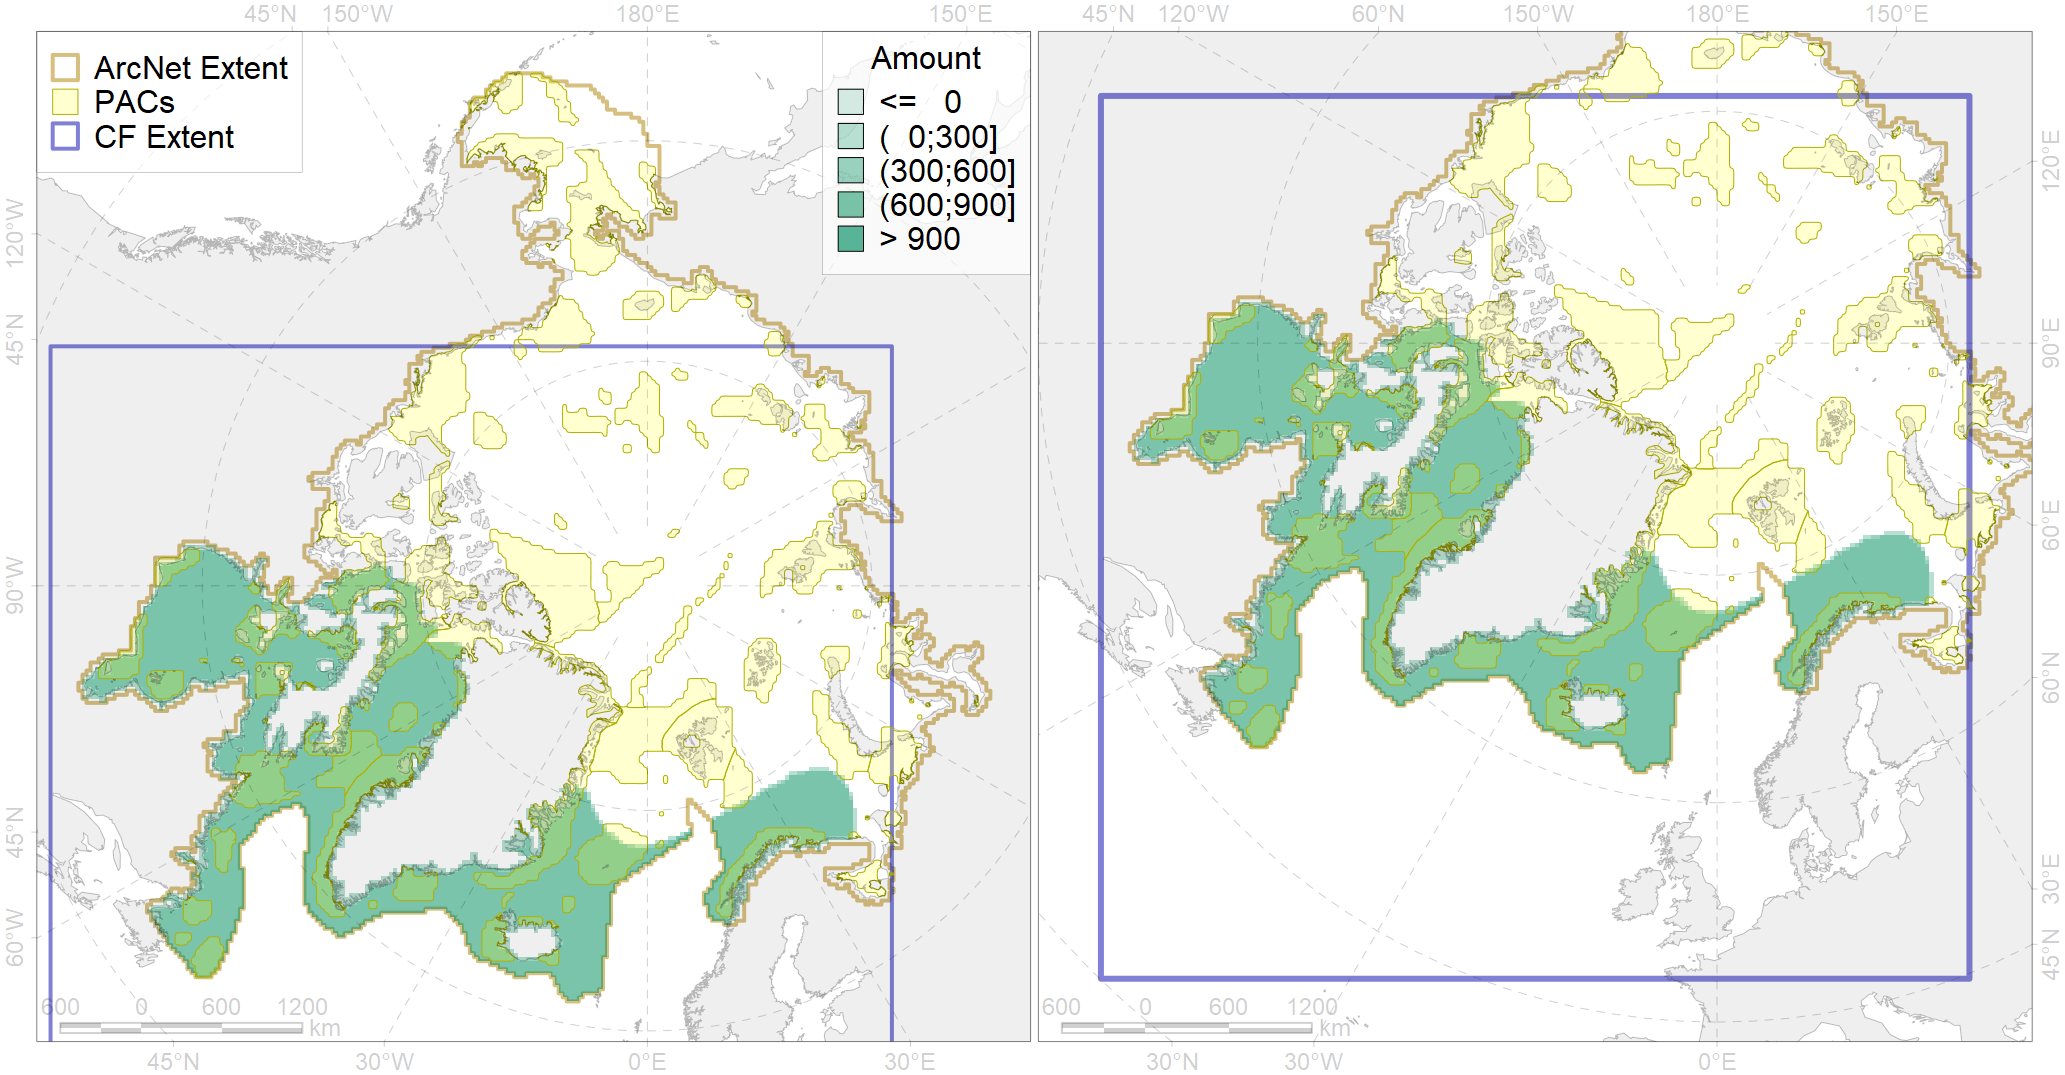 45°N 150°W 180°E 150°E
45°N 120°W 60°N 150°W 180°E 150°E
ArcNet Extent
PACs
CF Extent
Amount
<= 0
( 0;300]
(300;600]
(600;900]
> 900
120°W
45°N
90°W
45°N
60°W
120°E
90°E
60°E
60°N
30°E
45°N
600 0 600 1200
km
600 0 600 1200
km
45°N 30°W 0°E 30°E
30°N 30°W 0°E